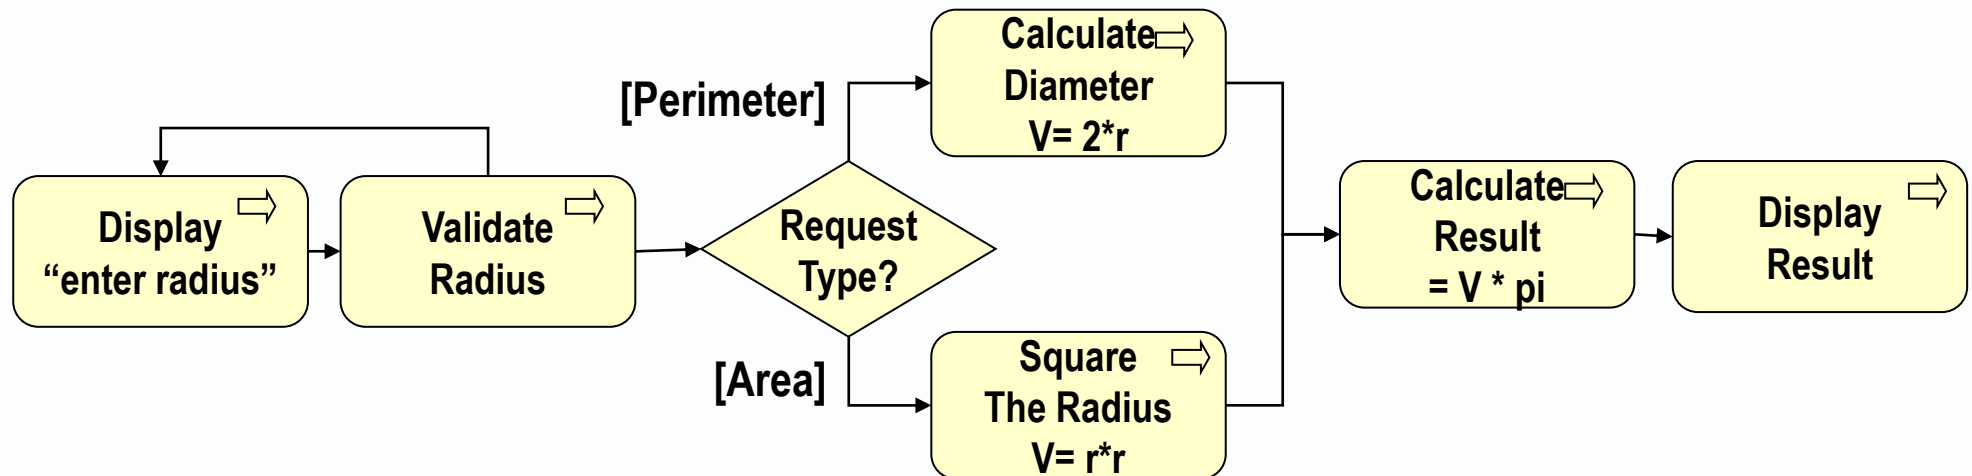 Display
“enter radius”
Validate
Radius
Request
Type?
[Perimeter]
Calculate
Diameter
V= 2*r
[Area]
Square
The Radius
V= r*r
Calculate
Result
= V * pi
Display
Result